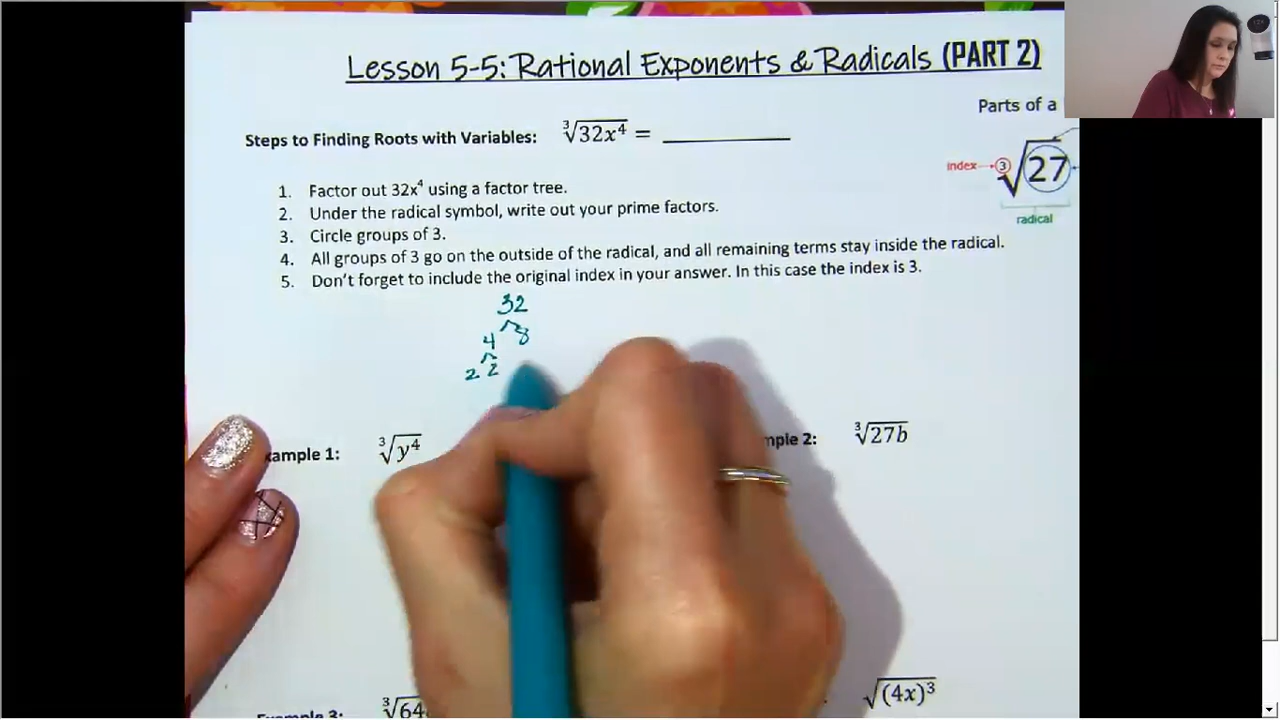 Lesson 5-5: Rational Exponents & Radicals (PART 2)
Parts of a
Steps to Finding Roots with Variables: ∛32x⁴ = __________
index 3 √27
radical
1. Factor out 32x⁴ using a factor tree.
2. Under the radical symbol, write out your prime factors.
3. Circle groups of 3.
4. All groups of 3 go on the outside of the radical, and all remaining terms stay inside the radical.
5. Don't forget to include the original index in your answer. In this case the index is 3.
32
4 8
2 2
xample 1: ∛y⁴
mple 2: ∛27b
∛64
√(4x)³